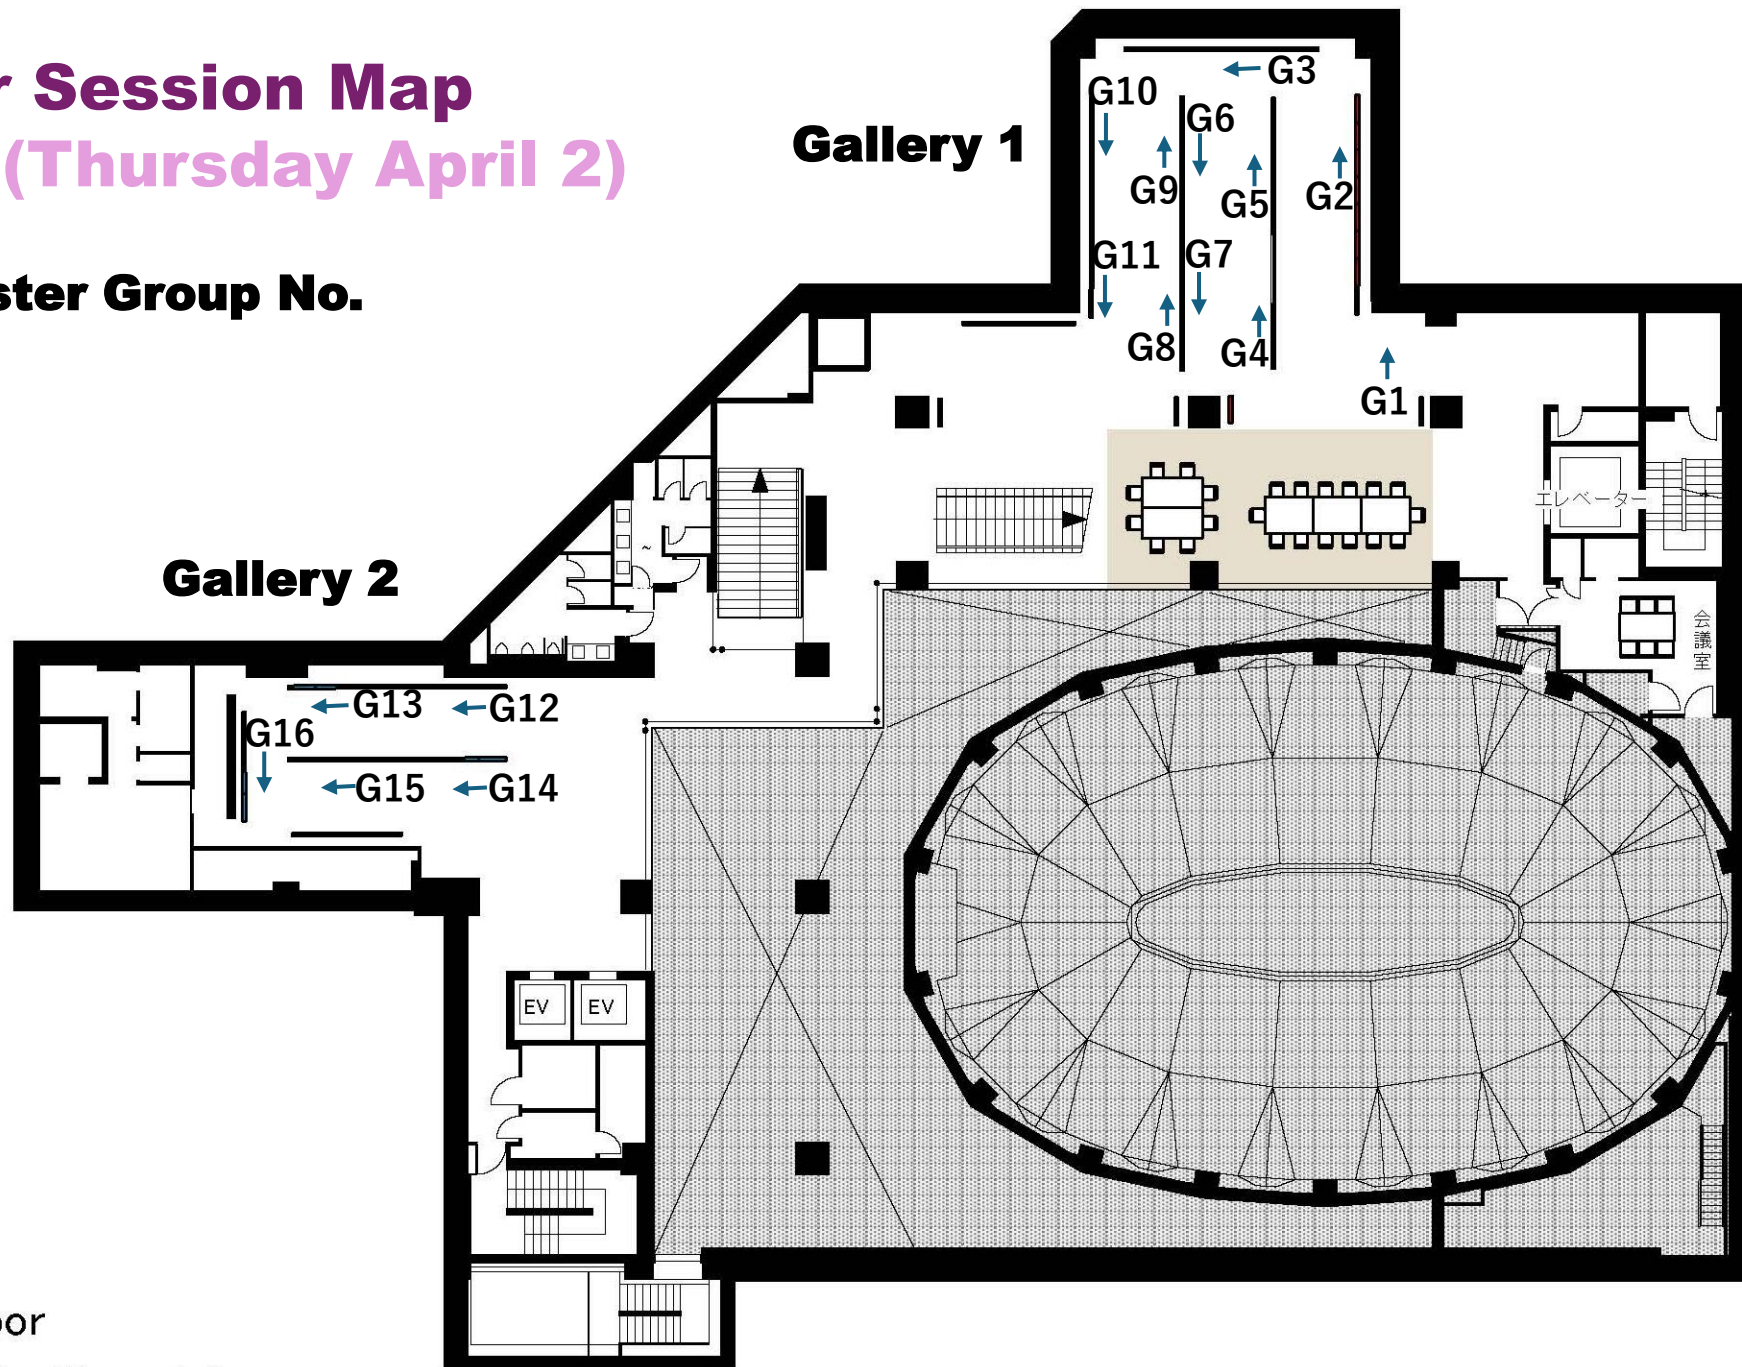 Session Map
(Thursday April 2)
Group No.
Gallery 1
G3
G10
G6
G9
G5
G2
G11
G7
G8
G4
G1
エレベーター
会議室
Gallery 2
G13
G12
G16
G15
G14
EV
EV